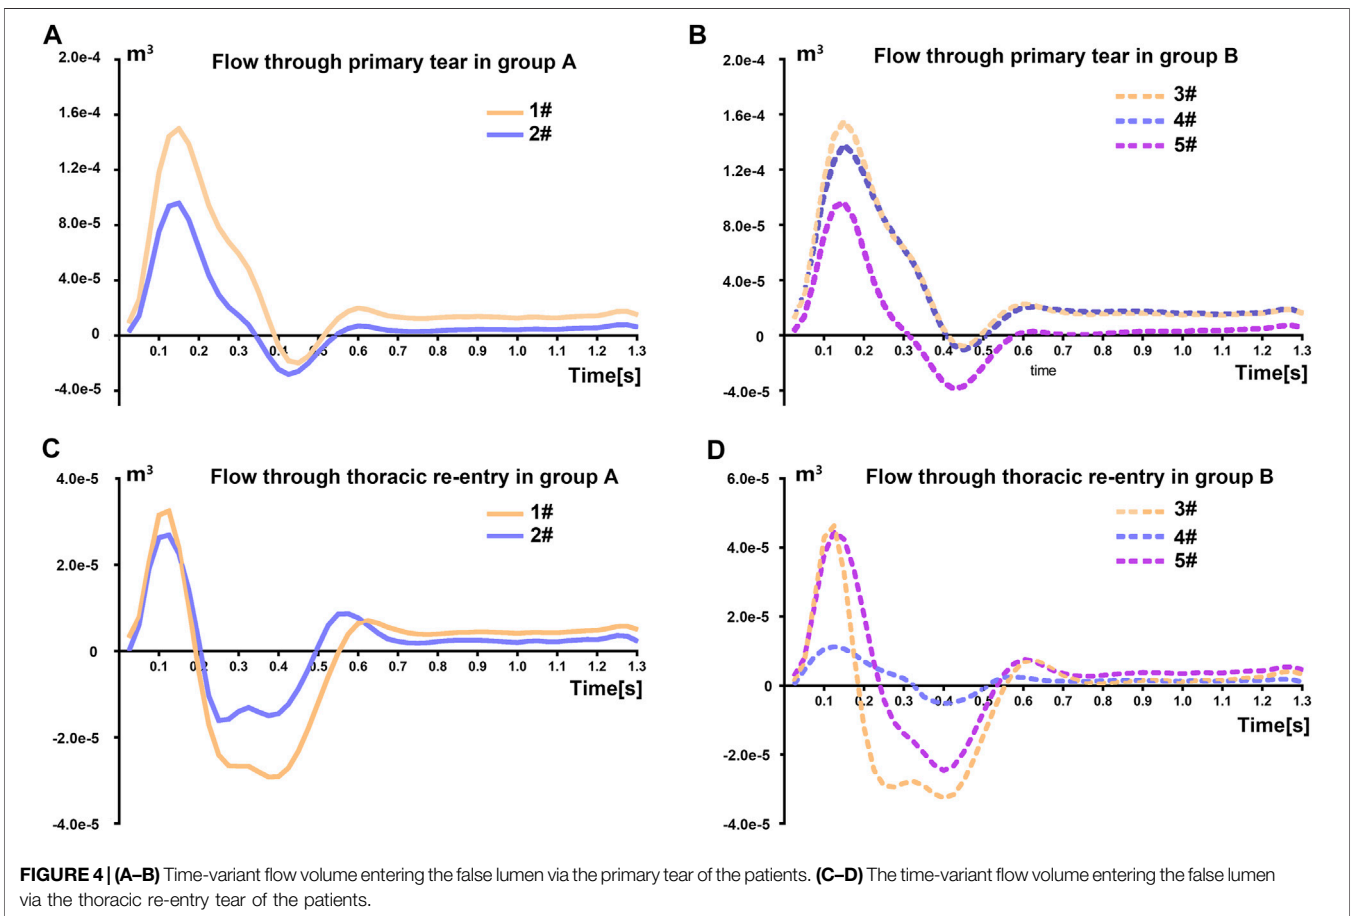 A
m³
Flow through primary tear in group A
2.0e-4
1.6e-4
1.2e-4
8.0e-5
4.0e-5
0
-4.0e-5
1#
2#
0.1 0.2 0.3 0.4 0.5 0.6 0.7 0.8 0.9 1.0 1.1 1.2 1.3
Time[s]
B
m³
Flow through primary tear in group B
2.0e-4
1.6e-4
1.2e-4
8.0e-5
4.0e-5
0
-4.0e-5
3#
4#
5#
0.1 0.2 0.3 0.4 0.5 0.6 0.7 0.8 0.9 1.0 1.1 1.2 1.3
time
Time[s]
C
m³
Flow through thoracic re-entry in group A
4.0e-5
2.0e-5
0
-2.0e-5
-4.0e-5
1#
2#
0.1 0.2 0.3 0.4 0.5 0.6 0.7 0.8 0.9 1.0 1.1 1.2 1.3
Time[s]
D
m³
Flow through thoracic re-entry in group B
6.0e-5
4.0e-5
2.0e-5
0
-2.0e-5
-4.0e-5
3#
4#
5#
0.1 0.2 0.3 0.4 0.5 0.6 0.7 0.8 0.9 1.0 1.1 1.2 1.3
Time[s]
FIGURE 4 | (A–B) Time-variant flow volume entering the false lumen via the primary tear of the patients. (C–D) The time-variant flow volume entering the false lumen
via the thoracic re-entry tear of the patients.